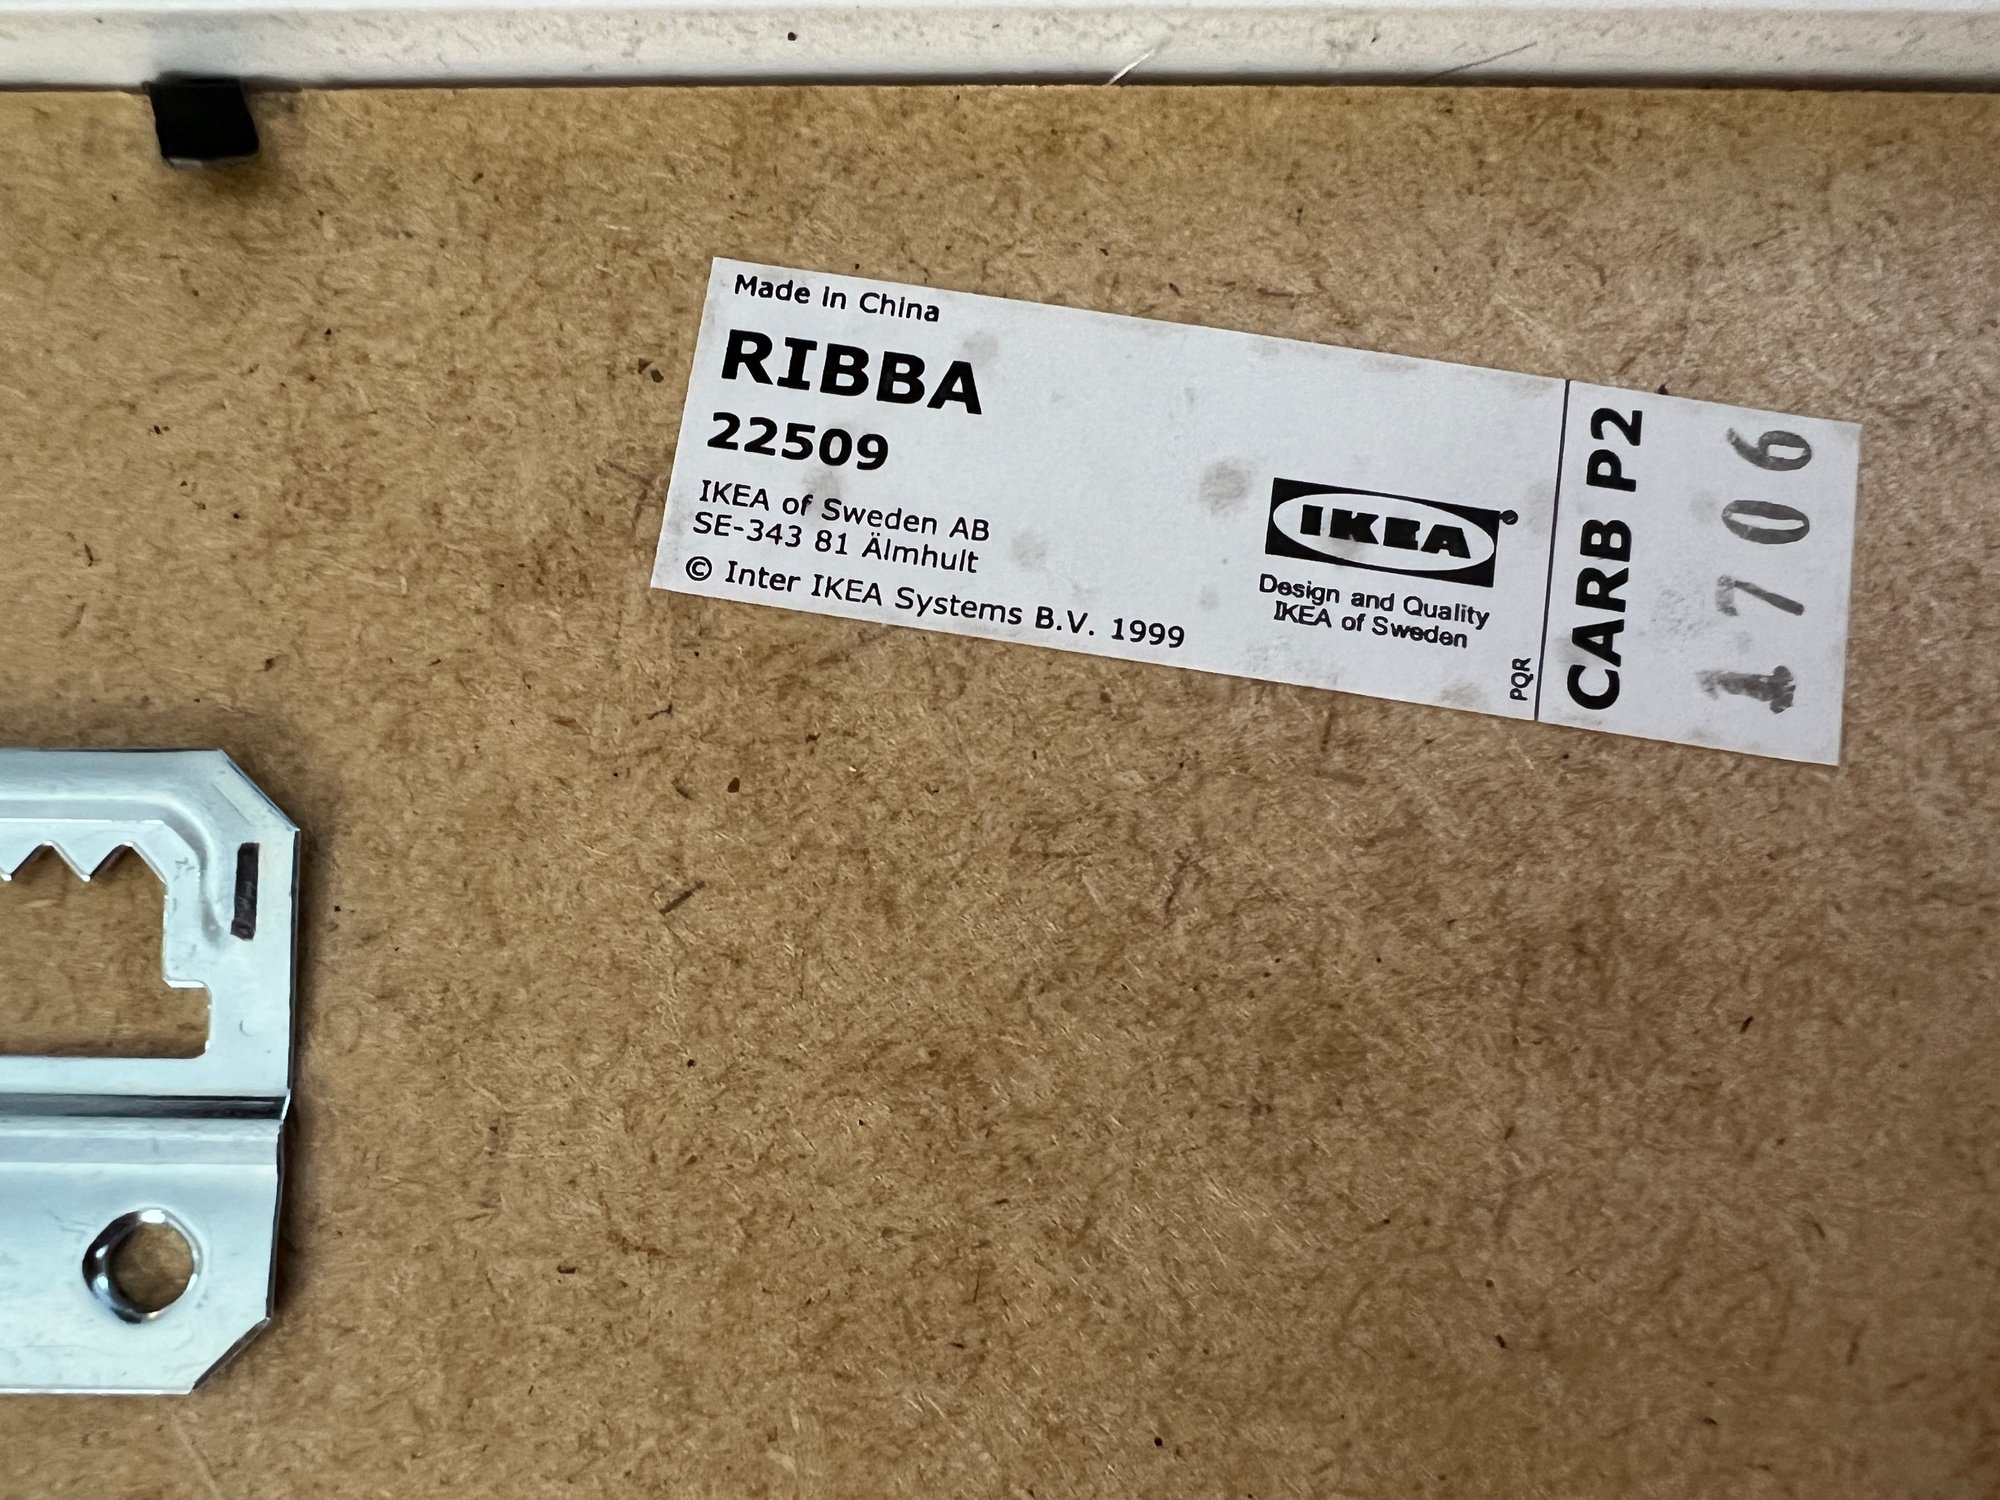 Made in China
RIBBA
22509
IKEA of Sweden AB
SE-343 81 Älmhult
© Inter IKEA Systems B.V. 1999
IKEA®
Design and Quality
IKEA of Sweden
PQR
CARB P2
1706